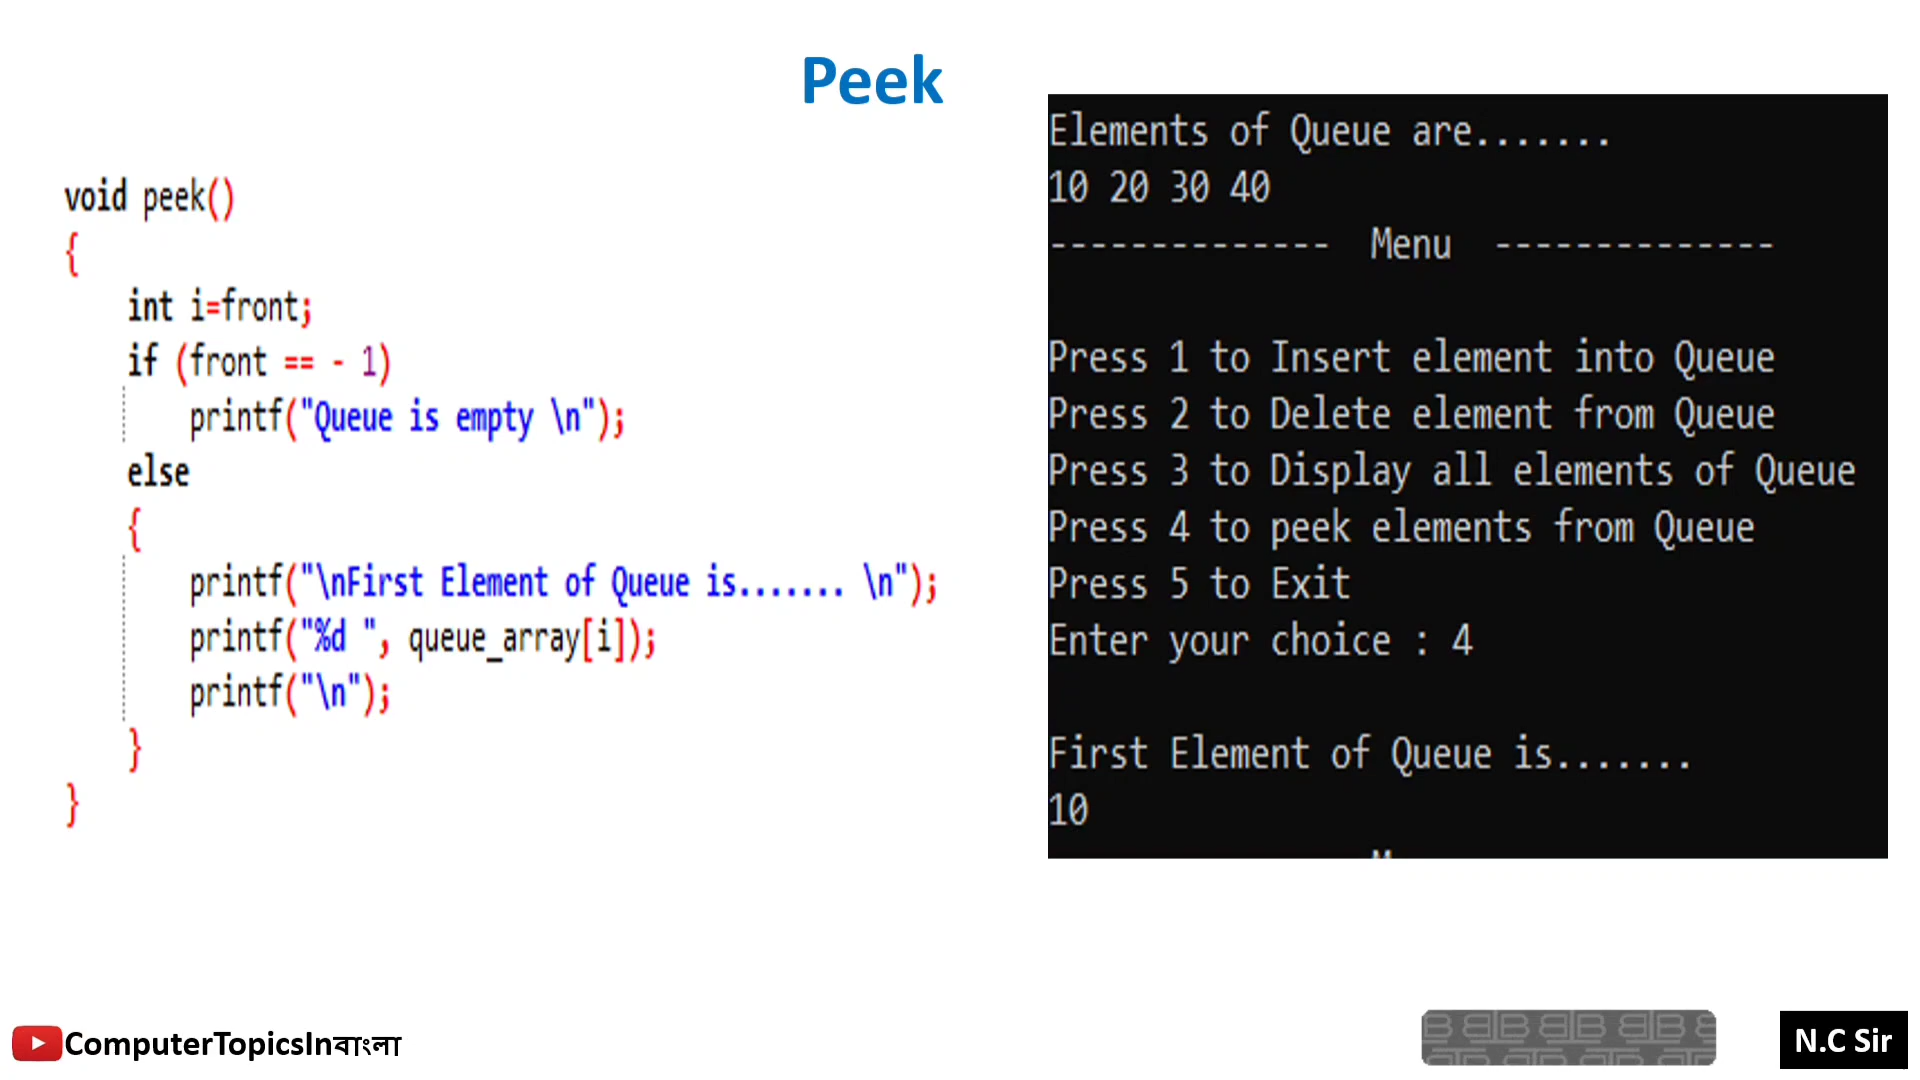 Peek
void peek()
{
int i=front;
if (front == - 1)
printf("Queue is empty \n");
else
{
printf("\nFirst Element of Queue is....... \n");
printf("%d ", queue_array[i]);
printf("\n");
}
}
Elements of Queue are.......
10 20 30 40
-------------- Menu --------------
Press 1 to Insert element into Queue
Press 2 to Delete element from Queue
Press 3 to Display all elements of Queue
Press 4 to peek elements from Queue
Press 5 to Exit
Enter your choice : 4
First Element of Queue is.......
10
ComputerTopicsInবাংলা
N.C Sir